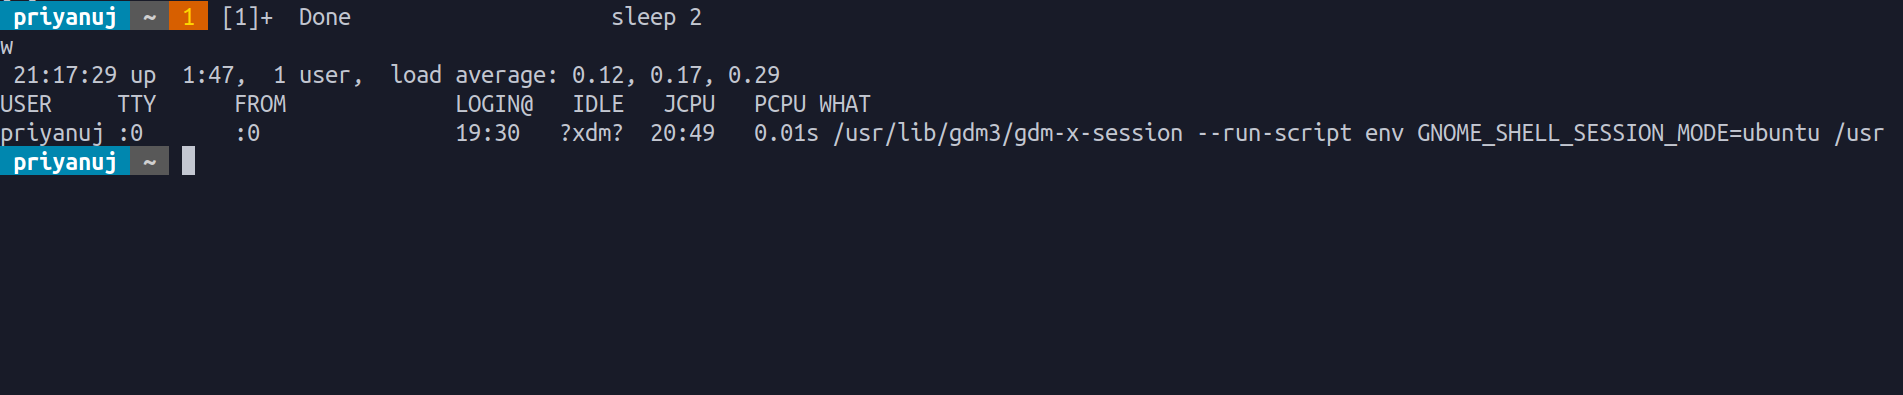 priyanuj ~ 1 [1]+  Done                    sleep 2
w
 21:17:29 up  1:47,  1 user,  load average: 0.12, 0.17, 0.29
USER     TTY      FROM             LOGIN@   IDLE   JCPU   PCPU WHAT
priyanuj :0       :0               19:30   ?xdm?  20:49   0.01s /usr/lib/gdm3/gdm-x-session --run-script env GNOME_SHELL_SESSION_MODE=ubuntu /usr
priyanuj ~